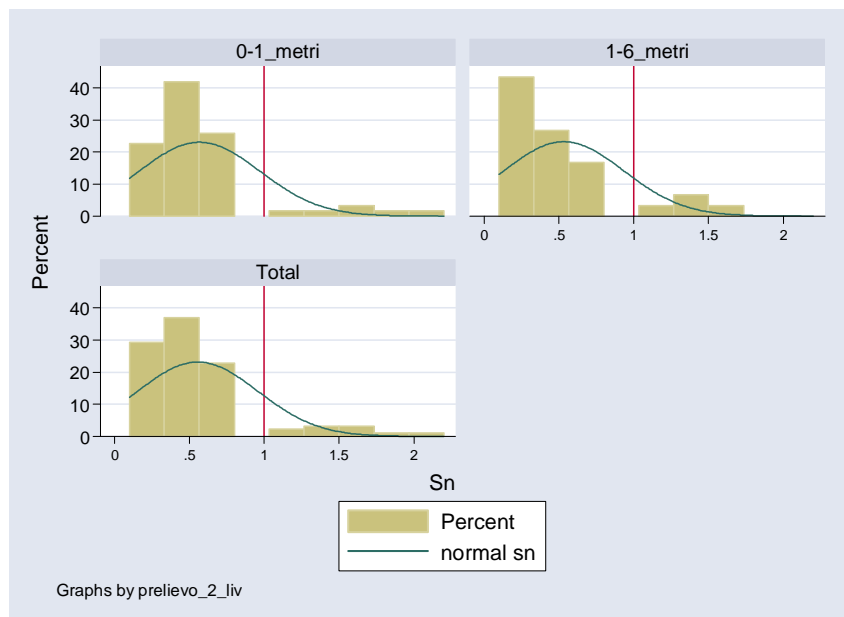 0-1_metri
1-6_metri
40
30
20
10
0
0 .5 1 1.5 2
Total
40
30
20
10
0
0 .5 1 1.5 2
Percent
Sn
Percent
normal sn
Graphs by prelievo_2_liv